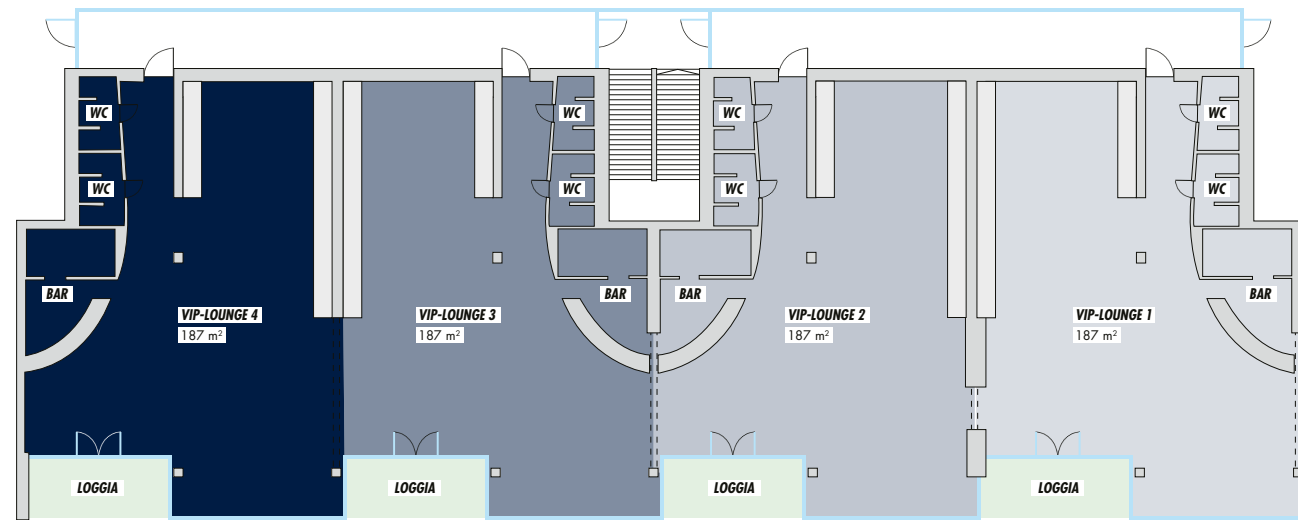 WC
WC
WC
WC
WC
WC
WC
WC
BAR
BAR
BAR
BAR
VIP-LOUNGE 4
187 m²
VIP-LOUNGE 3
187 m²
VIP-LOUNGE 2
187 m²
VIP-LOUNGE 1
187 m²
LOGGIA
LOGGIA
LOGGIA
LOGGIA